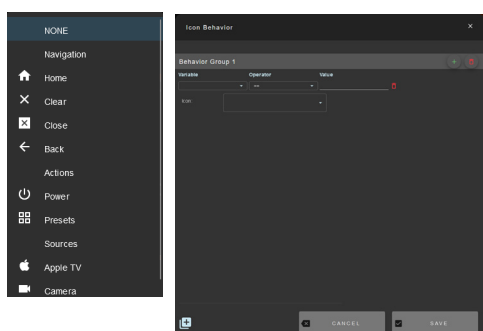 NONE
Navigation
Home
Clear
Close
Back
Actions
Power
Presets
Sources
Apple TV
Camera
Icon Behavior
×
Behavior Group 1
Variable Operator Value
--
Icon:
CANCEL SAVE